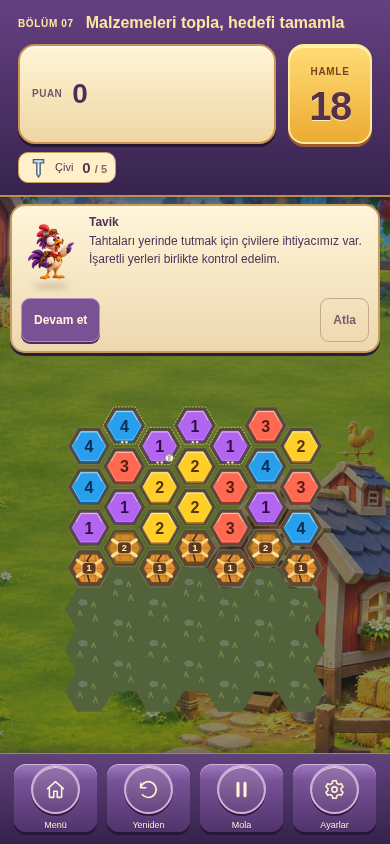 BÖLÜM 07 Malzemeleri topla, hedefi tamamla
PUAN 0
HAMLE
18
Çivi 0 / 5
Tavik
Tahtaları yerinde tutmak için çivilere ihtiyacımız var.
İşaretli yerleri birlikte kontrol edelim.
Devam et Atla
4 1 3
4 1 1 2
3 2 4
4 2 3 3
1 2 1
1 2 3 4
2 1 2
1 1 1 1
Menü Yeniden Mola Ayarlar